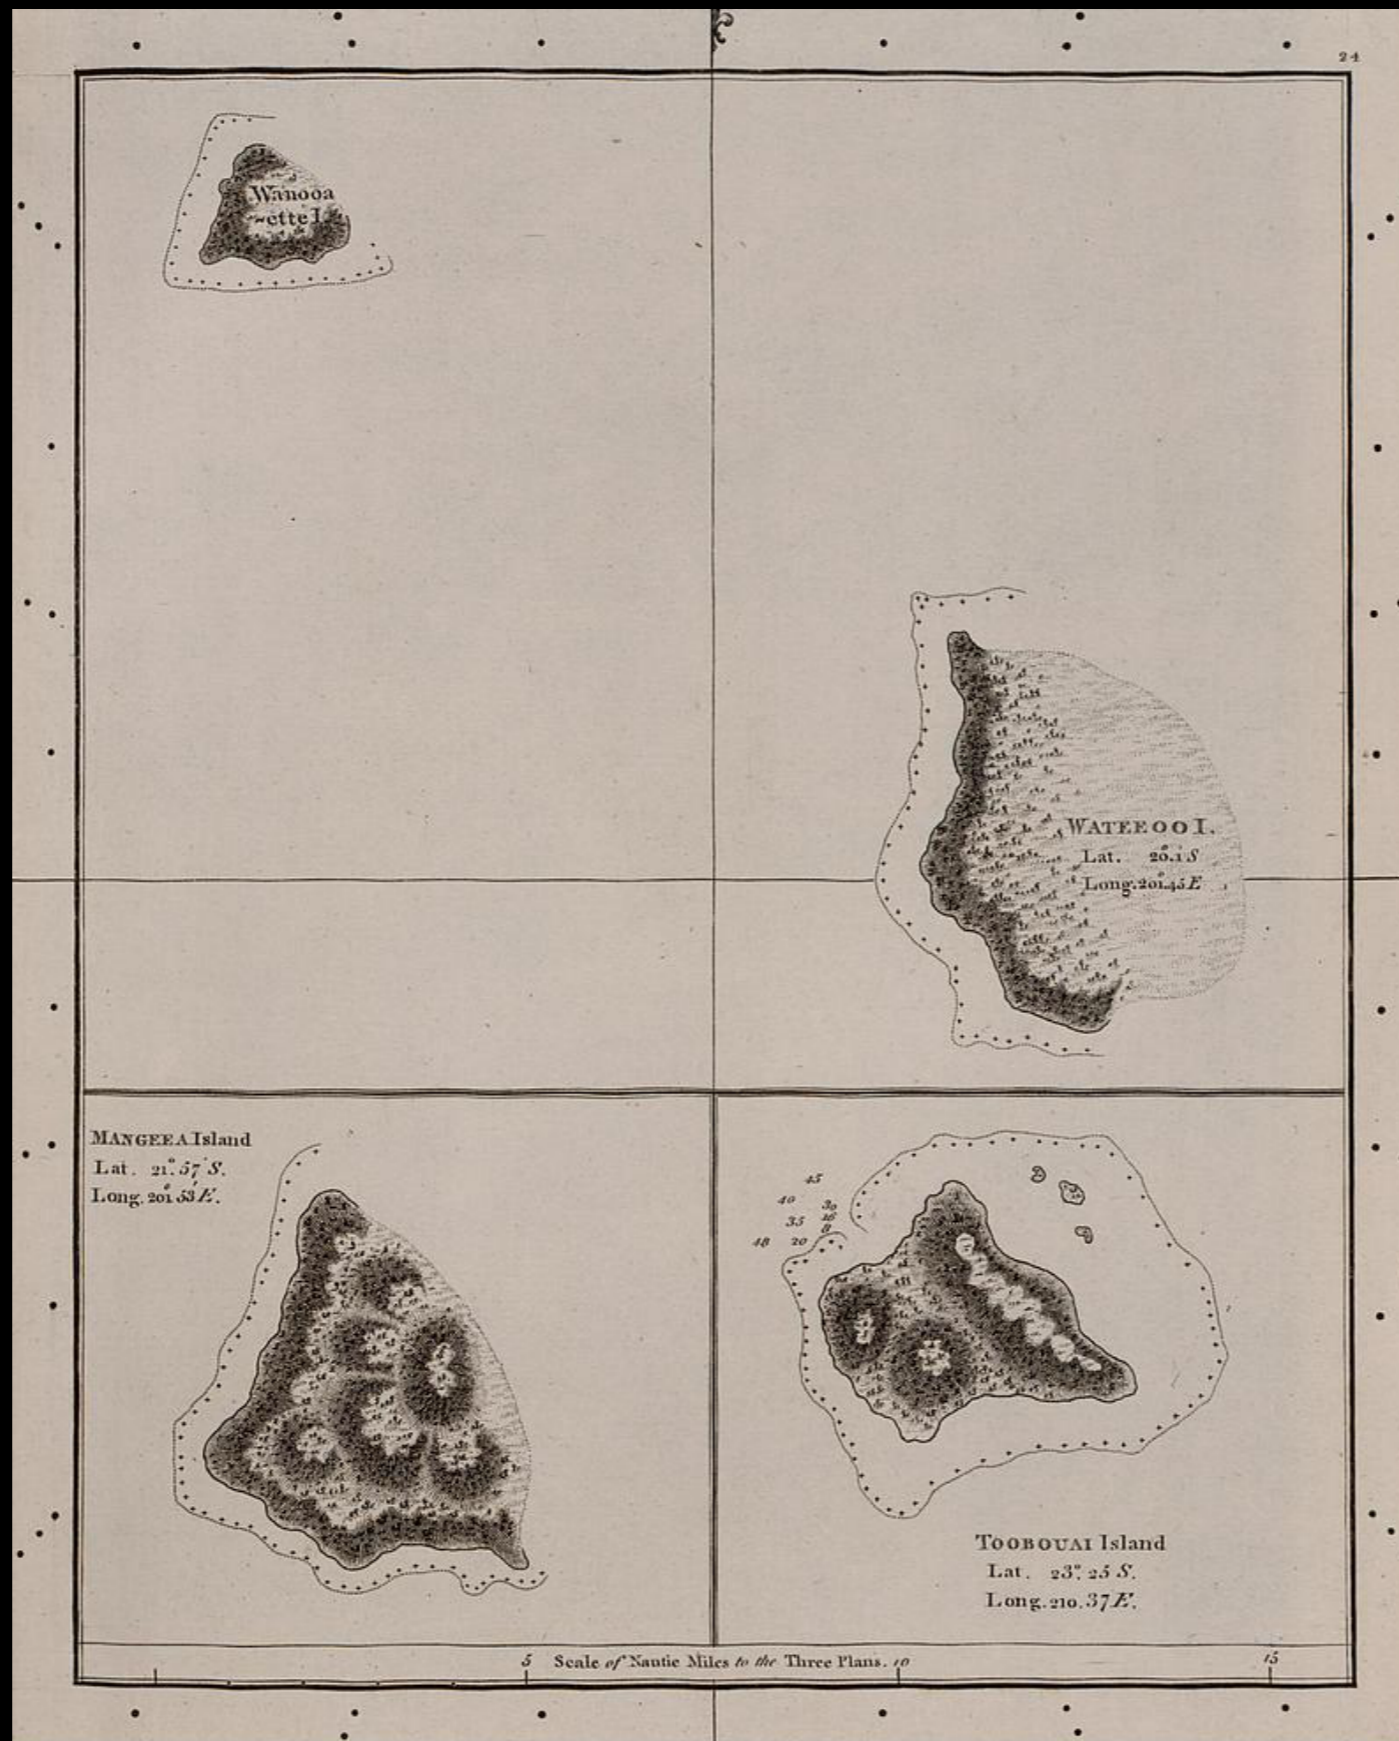 24
Wanooa
-ette I.
WATEEOO I.
Lat. 20.1 S
Long. 201.45 E
MANGEEA Island
Lat. 21°.57' S.
Long. 201°.53' E.
45
40 30
35 16
8
48 20
TOOBOUAI Island
Lat. 23°. 25 S.
Long. 210. 37 E.
5 Scale of Nautic Miles to the Three Plans. 10 15